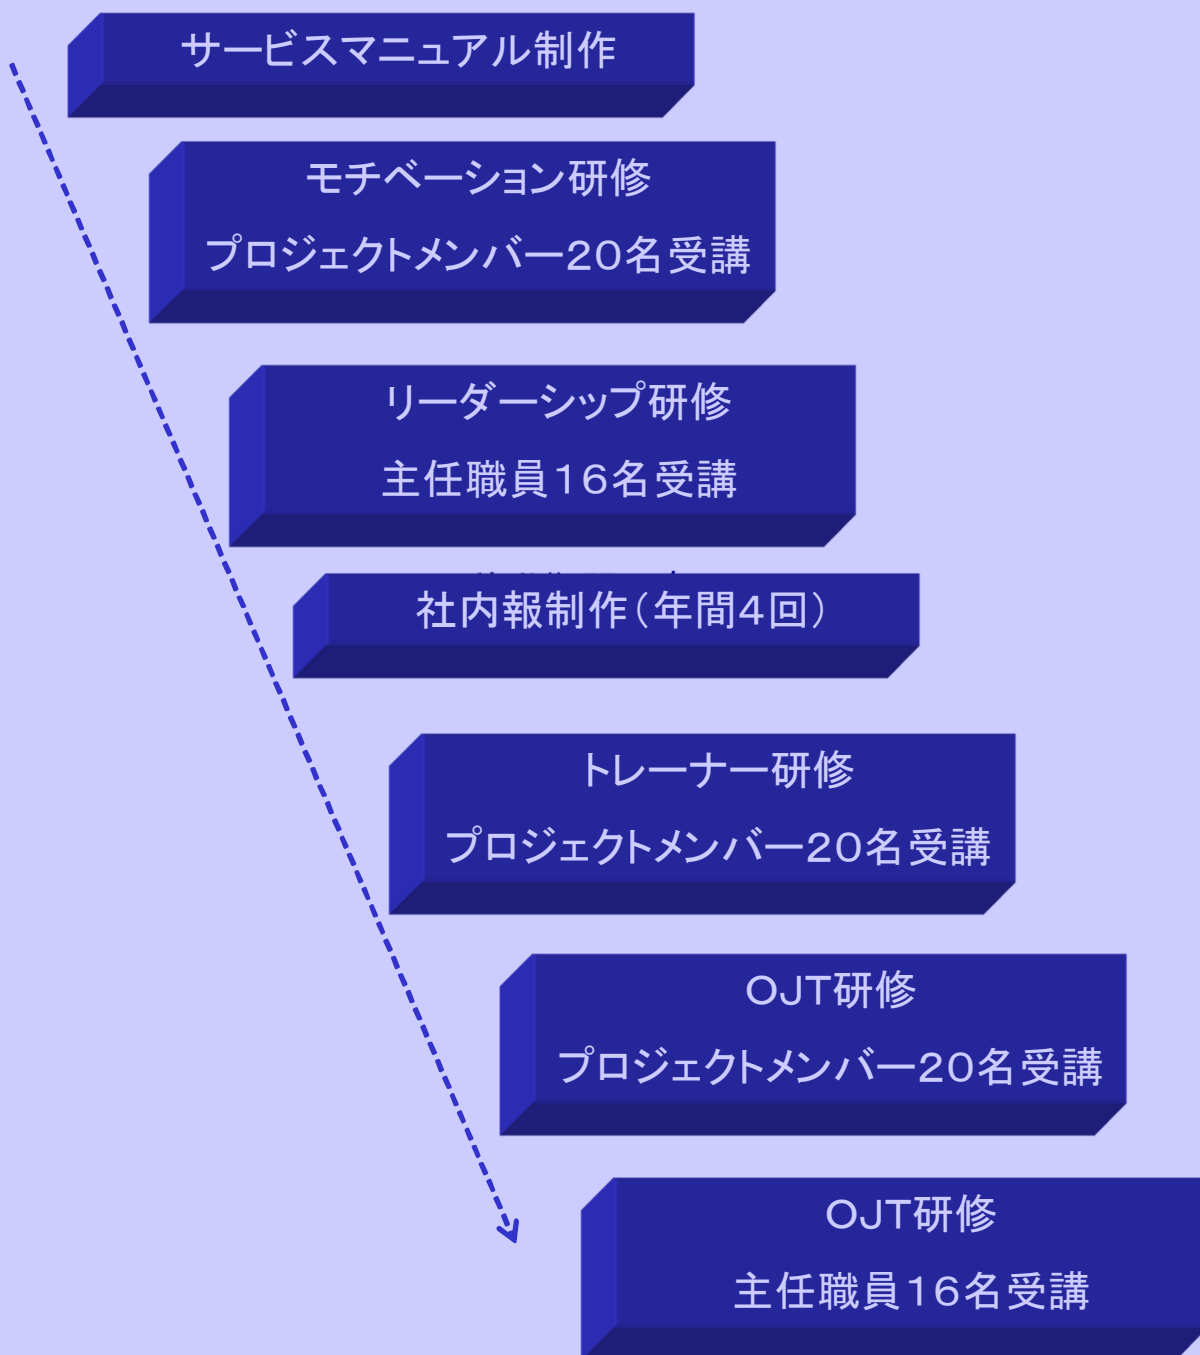 サービスマニュアル制作
モチベーション研修
プロジェクトメンバー20名受講
リーダーシップ研修
主任職員16名受講
社内報制作(年間4回)
トレーナー研修
プロジェクトメンバー20名受講
OJT研修
プロジェクトメンバー20名受講
OJT研修
主任職員16名受講